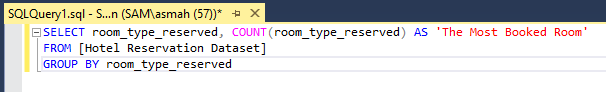 SQLQuery1.sql - S...n (SAM\asmah (57))*
SELECT room_type_reserved, COUNT(room_type_reserved) AS 'The Most Booked Room'
FROM [Hotel Reservation Dataset]
GROUP BY room_type_reserved